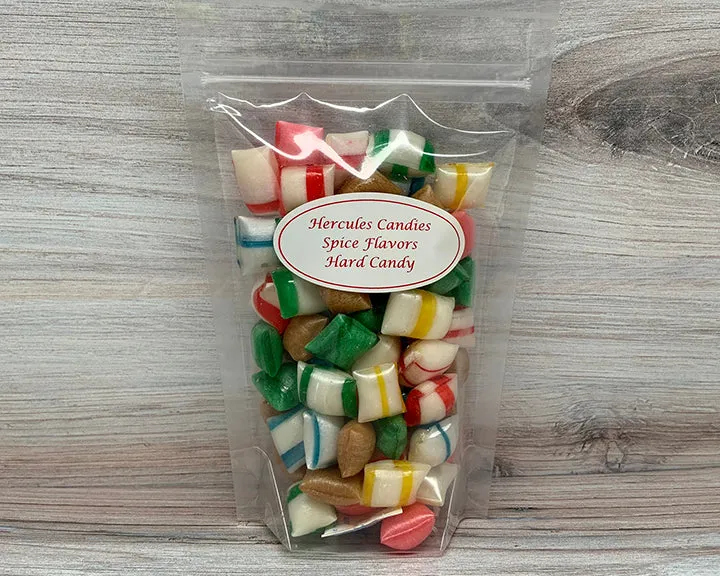 Hercules Candies
Spice Flavors
Hard Candy